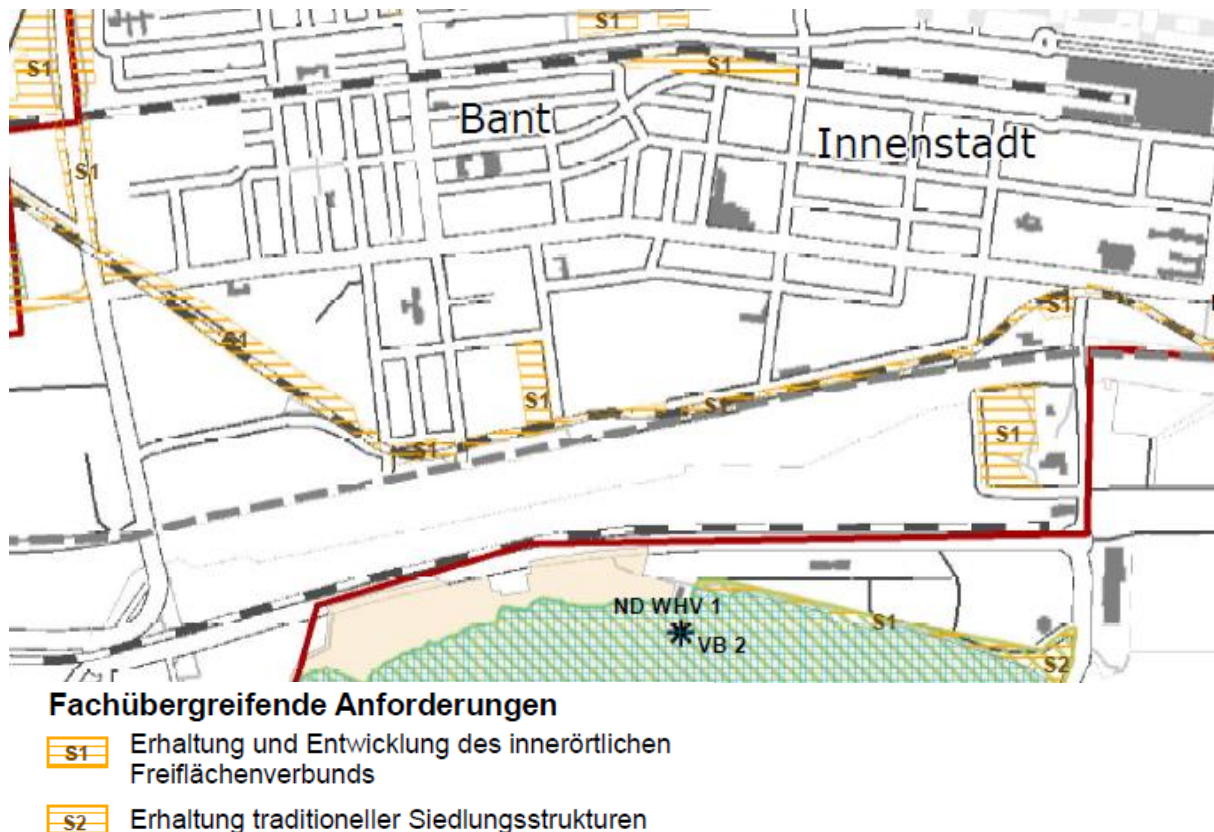 S1
S1
S1
Bant
Innenstadt
S1
S1
S1
S1
S1
S1
S1
ND WHV 1
VB 2
S1
S2
Fachübergreifende Anforderungen
S1 Erhaltung und Entwicklung des innerörtlichen
Freiflächenverbunds
S2 Erhaltung traditioneller Siedlungsstrukturen